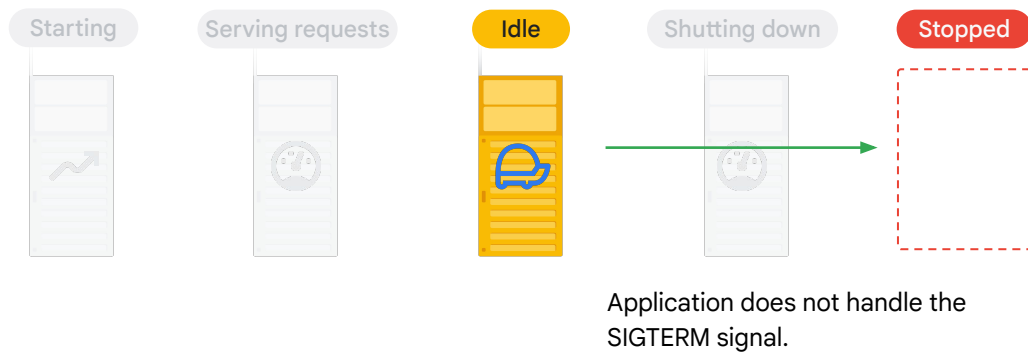 Starting
Serving requests
Idle
Shutting down
Stopped
Application does not handle the
SIGTERM signal.